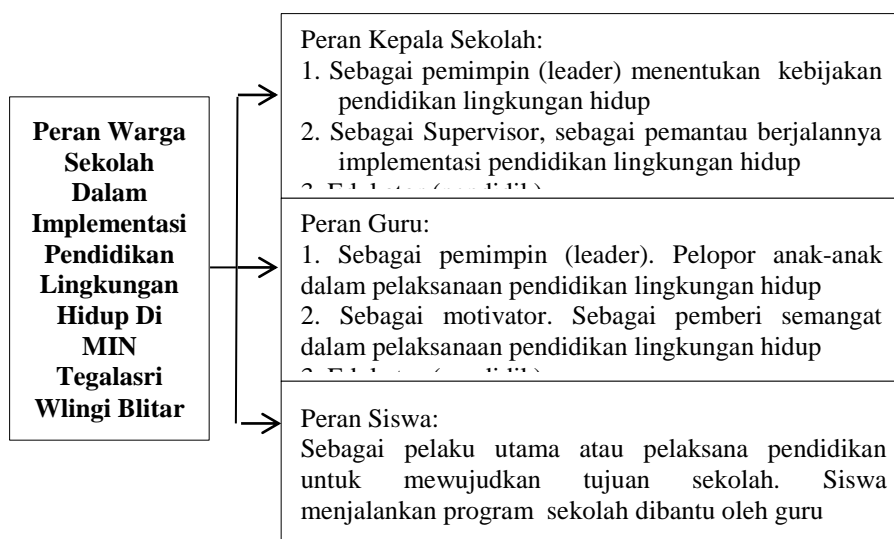 Peran Warga
Sekolah
Dalam
Implementasi
Pendidikan
Lingkungan
Hidup Di
MIN
Tegalasri
Wlingi Blitar
Peran Kepala Sekolah:
1. Sebagai pemimpin (leader) menentukan kebijakan
pendidikan lingkungan hidup
2. Sebagai Supervisor, sebagai pemantau berjalannya
implementasi pendidikan lingkungan hidup
Peran Guru:
1. Sebagai pemimpin (leader). Pelopor anak-anak
dalam pelaksanaan pendidikan lingkungan hidup
2. Sebagai motivator. Sebagai pemberi semangat
dalam pelaksanaan pendidikan lingkungan hidup
Peran Siswa:
Sebagai pelaku utama atau pelaksana pendidikan
untuk mewujudkan tujuan sekolah. Siswa
menjalankan program sekolah dibantu oleh guru